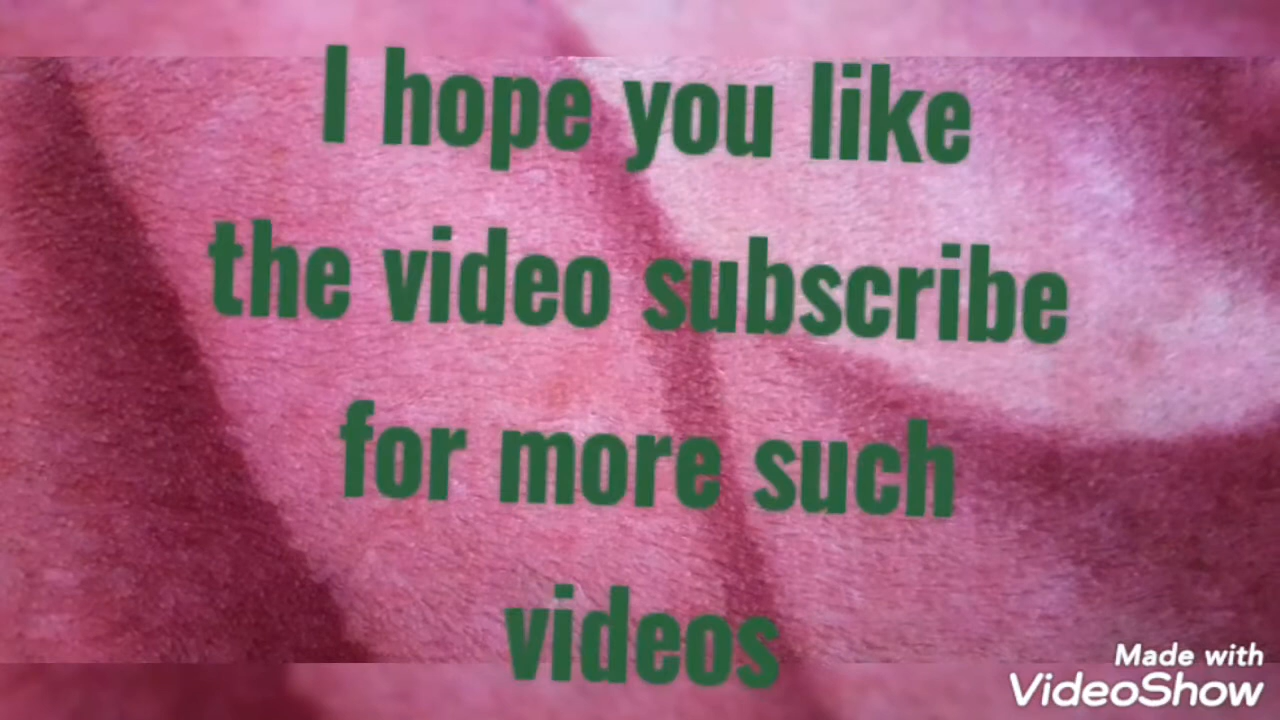 I hope you like
the video subscribe
for more such
videos
Made with
VideoShow